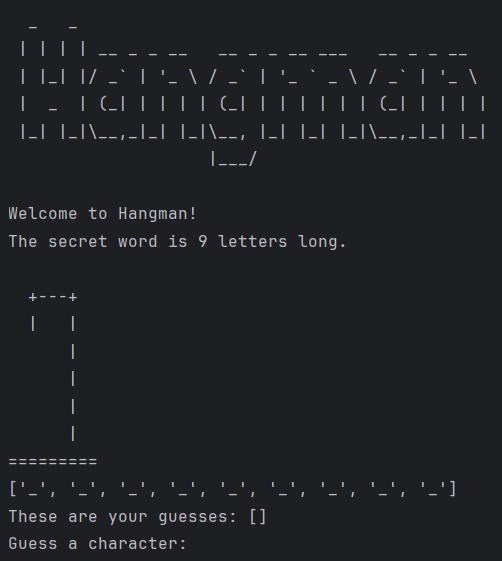 _    _
 | | | | __ _ _ __   __ _ _ __ ___   __ _ _ __
 | |_| |/ _` | '_ \ / _` | '_ ` _ \ / _` | '_ \
 |  _  | (_| | | | | (_| | | | | | | (_| | | | |
 |_| |_|\__,_|_| |_|\__, |_| |_| |_|\__,_|_| |_|
                    |___/
Welcome to Hangman!
The secret word is 9 letters long.
  +---+
  |   |
      |
      |
      |
      |
=========
['_', '_', '_', '_', '_', '_', '_', '_', '_']
These are your guesses: []
Guess a character: